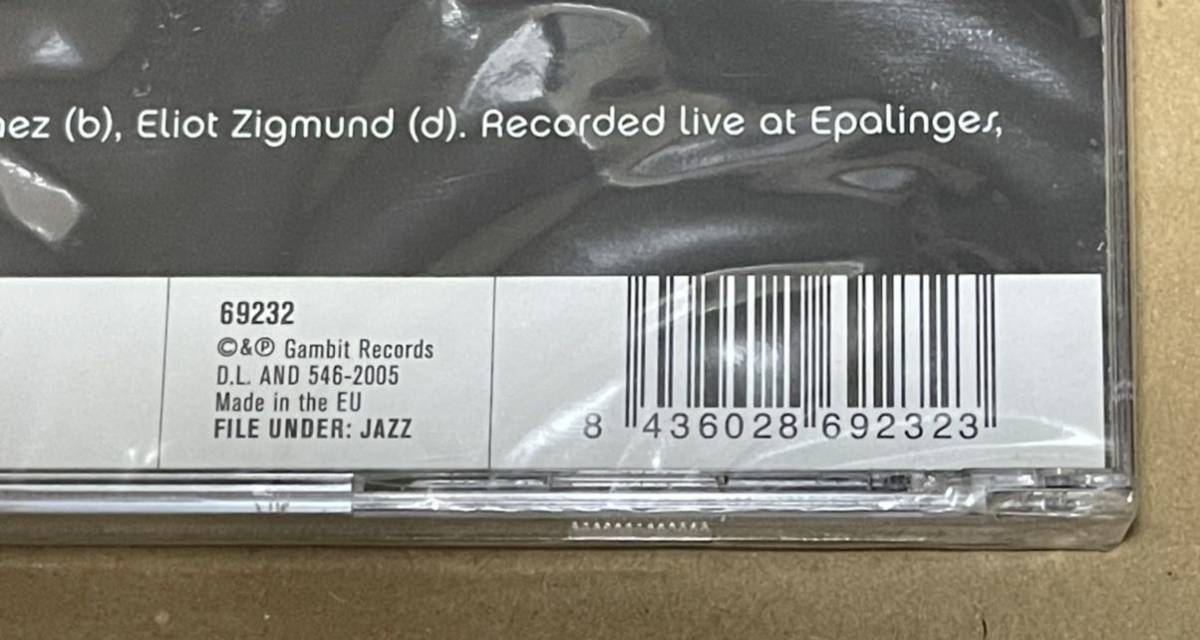 ez (b), Eliot Zigmund (d). Recorded live at Epalinges,
69232
©&℗ Gambit Records
D.L. AND 546-2005
Made in the EU
FILE UNDER: JAZZ
8 436028 692323